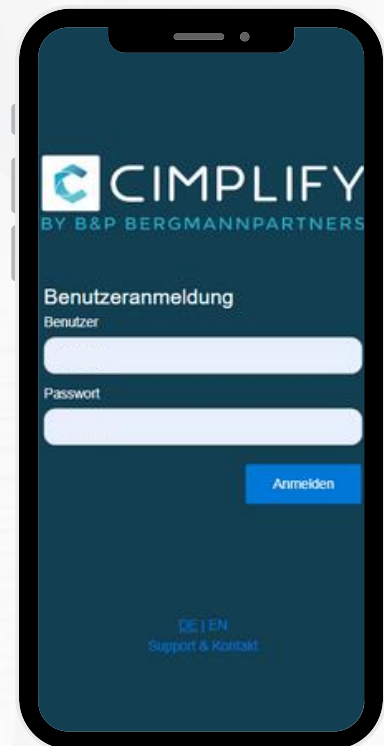 CIMPLIFY
BY B&P BERGMANNPARTNERS
Benutzeranmeldung
Benutzer
Passwort
Anmelden
DE | EN
Support & Kontakt